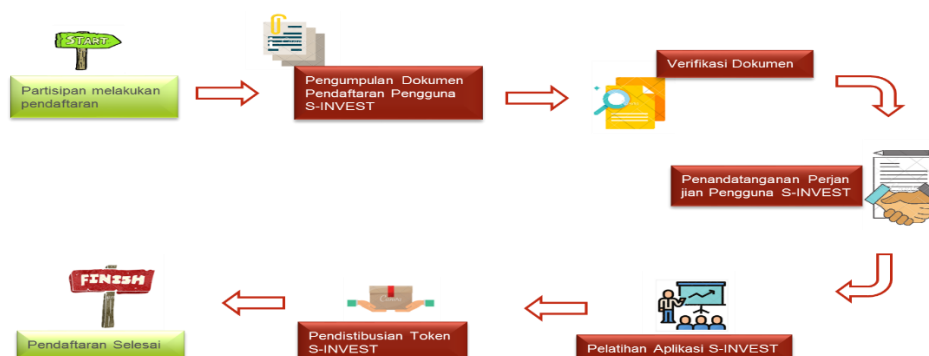 START
Partisipan melakukan
pendaftaran
Pengumpulan Dokumen
Pendaftaran Pengguna
S-INVEST
Verifikasi Dokumen
Penandatanganan Perjan
jian Pengguna S-INVEST
Pelatihan Aplikasi S-INVEST
Pendistibusian Token
S-INVEST
FINISH
Pendaftaran Selesai